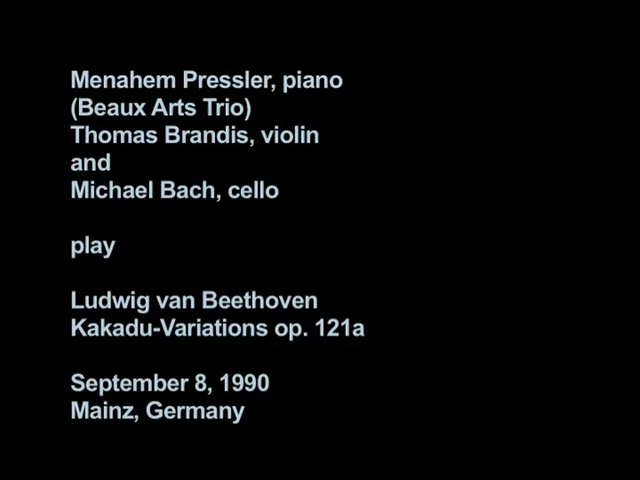 Menahem Pressler, piano
(Beaux Arts Trio)
Thomas Brandis, violin
and
Michael Bach, cello
play
Ludwig van Beethoven
Kakadu-Variations op. 121a
September 8, 1990
Mainz, Germany